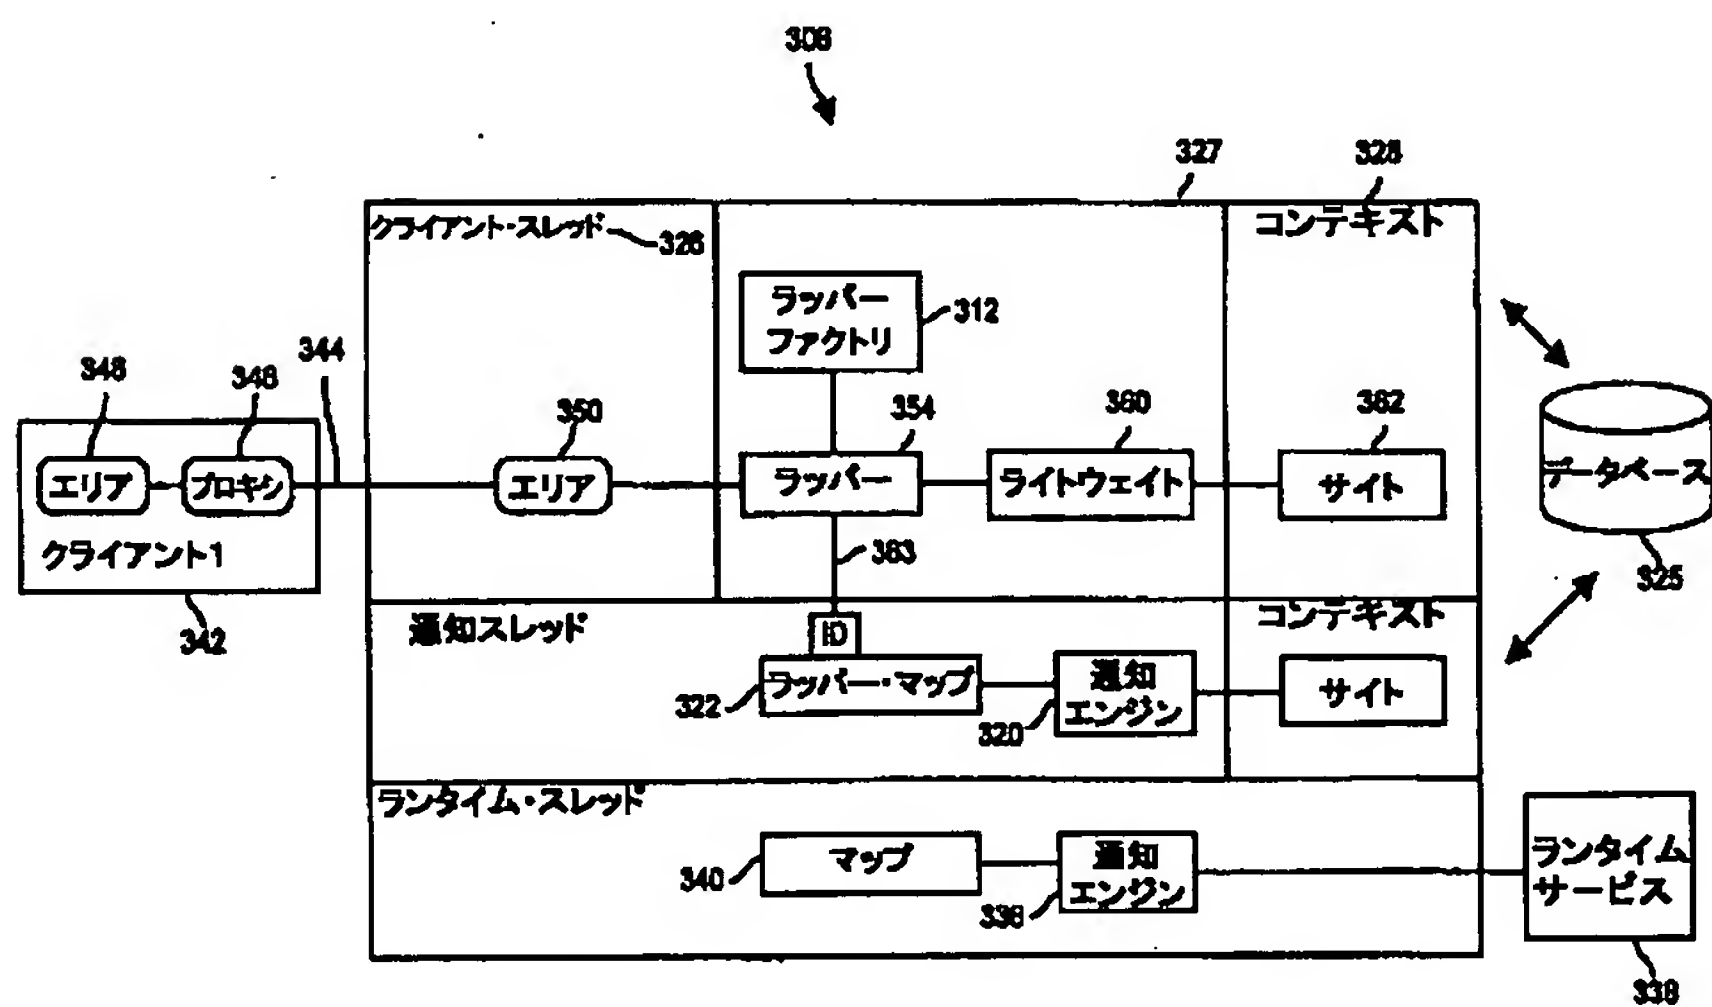 308
327
328
クライアント・スレッド
326
コンテキスト
ラッパー
ファクトリ
312
344
348
348
350
354
360
362
エリア
プロキシ
エリア
ラッパー
ライトウェイト
サイト
データベース
クライアント1
363
325
342
通知スレッド
ID
コンテキスト
322
ラッパー・マップ
320
通知
エンジン
サイト
ランタイム・スレッド
340
マップ
336
通知
エンジン
ランタイム
サービス
338